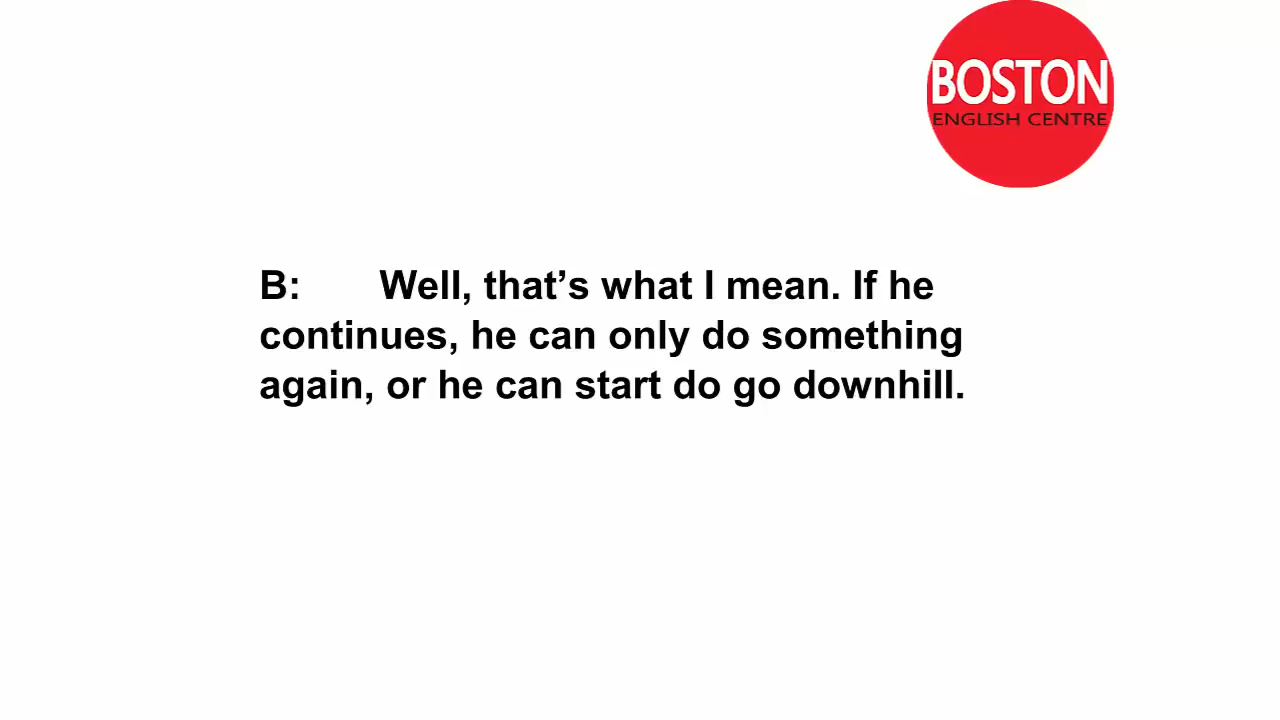 BOSTON
ENGLISH CENTRE
B: Well, that’s what I mean. If he
continues, he can only do something
again, or he can start do go downhill.